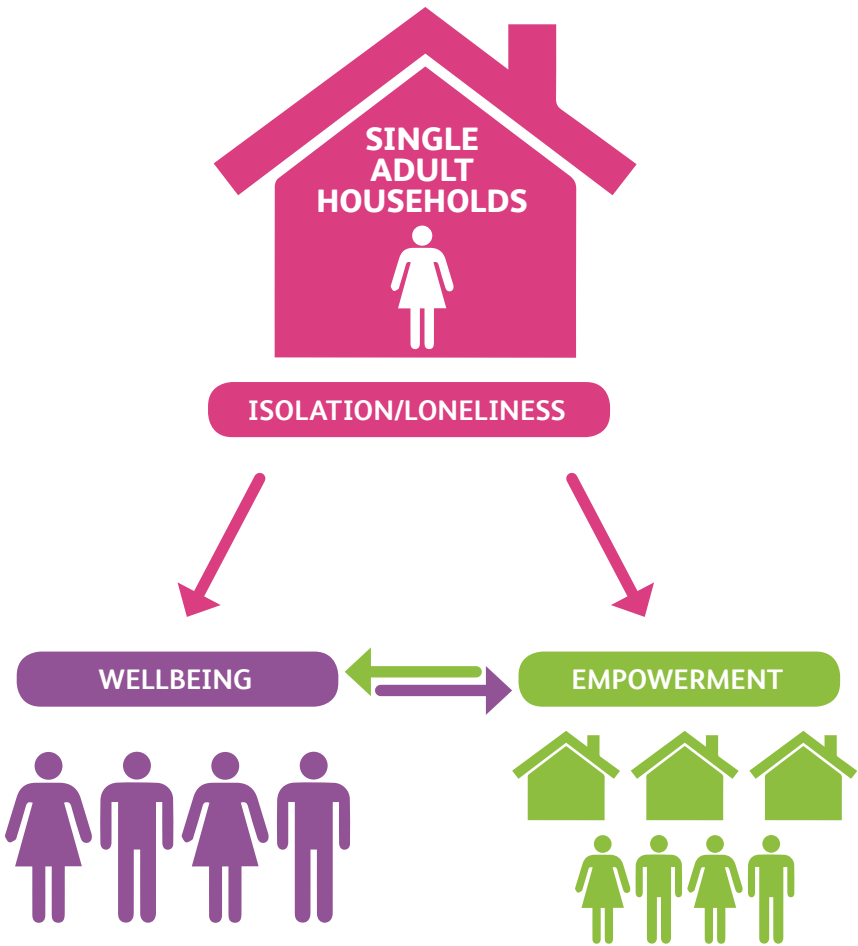 SINGLE
ADULT
HOUSEHOLDS
ISOLATION/LONELINESS
WELLBEING
EMPOWERMENT